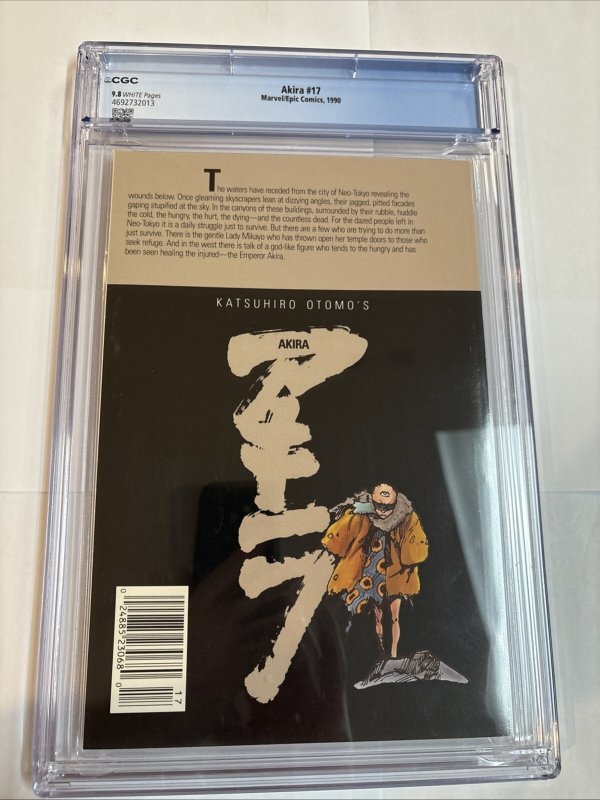 CGC
9.8 WHITE Pages
4692732013
Akira #17
Marvel/Epic Comics, 1990
The waters have receded from the city of Neo-Tokyo revealing the
wounds below. Once gleaming skyscrapers lean at dizzying angles, their jagged, pitted facades
gaping stupified at the sky. In the canyons of these buildings, surrounded by their rubble, huddle
the cold, the hungry, the hurt, the dying—and the countless dead. For the dazed people left in
Neo-Tokyo it is a daily struggle just to survive. But there are a few who are trying to do more than
just survive. There is the gentle Lady Mikayo who has thrown open her temple doors to those who
seek refuge. And in the west there is talk of a god-like figure who tends to the hungry and has
been seen healing the injured—the Emperor Akira.
KATSUHIRO OTOMO'S
AKIRA
アキラ
0 24885 23068 0
17